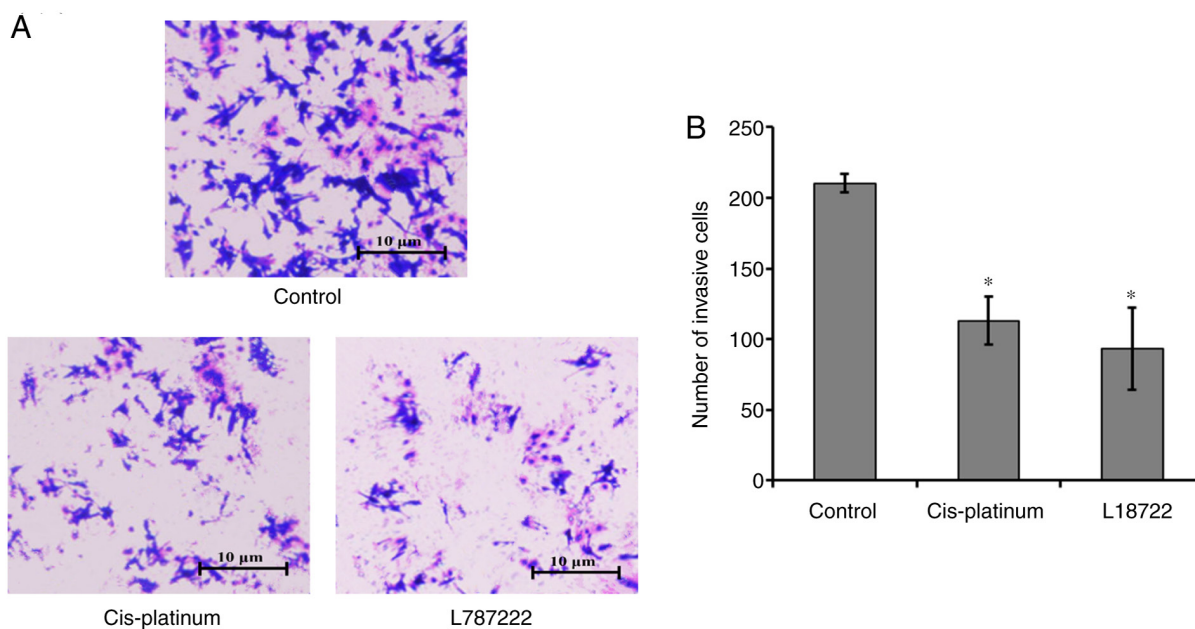 A
10 µm
Control
10 µm
Cis-platinum
10 µm
L787222
B
Number of invasive cells
250
200
150
100
50
0
*
*
Control
Cis-platinum
L18722